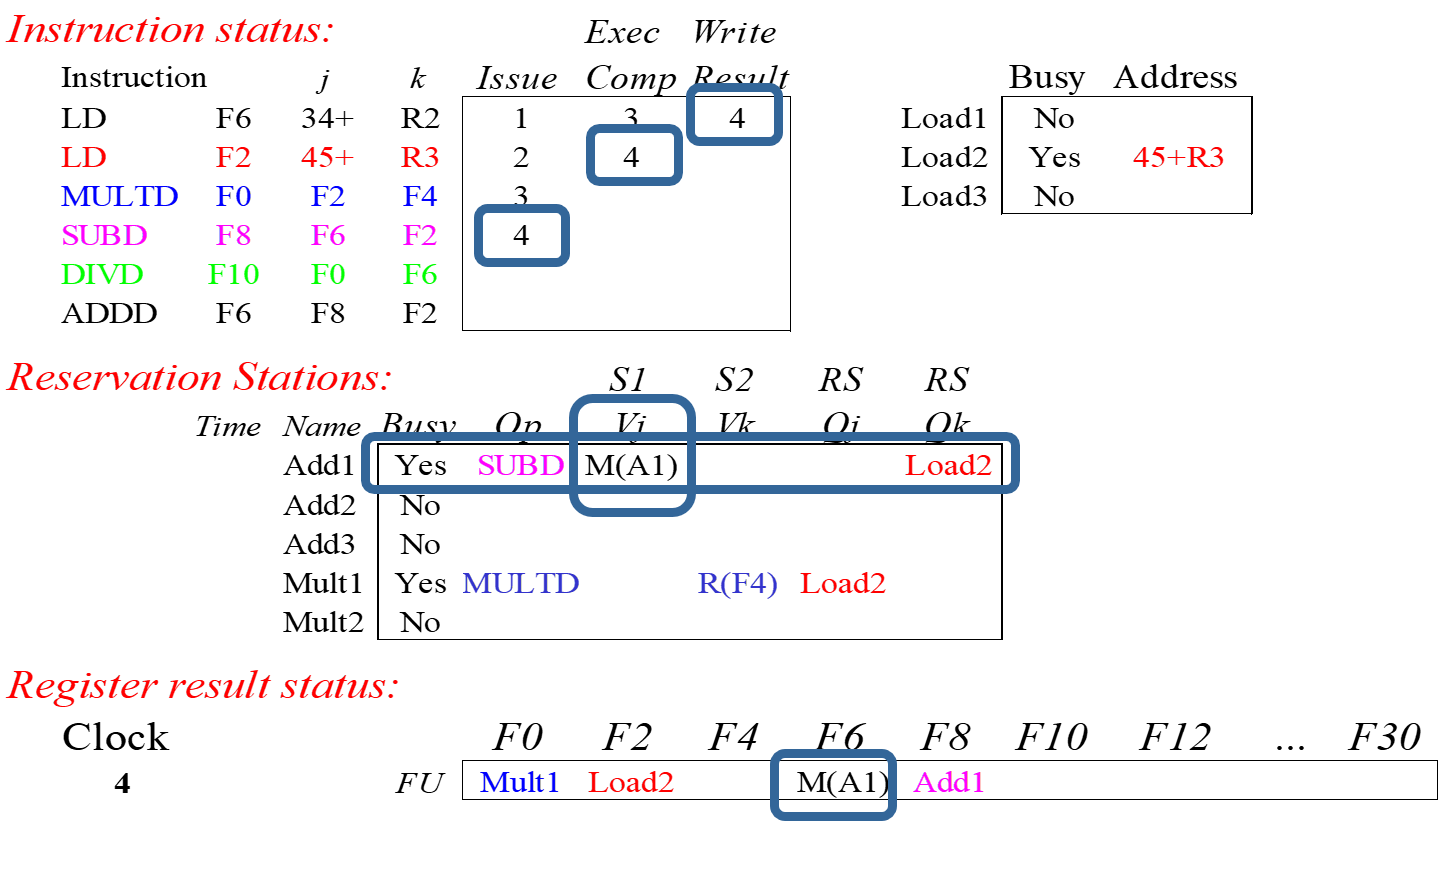 Instruction status: Exec Write
Instruction j k Issue Comp Result Busy Address
LD F6 34+ R2 1 3 4 Load1 No
LD F2 45+ R3 2 4 Load2 Yes 45+R3
MULTD F0 F2 F4 3 Load3 No
SUBD F8 F6 F2 4
DIVD F10 F0 F6
ADDD F6 F8 F2
Reservation Stations: S1 S2 RS RS
Time Name Busy Op Vj Vk Qj Qk
Add1 Yes SUBD M(A1) Load2
Add2 No
Add3 No
Mult1 Yes MULTD R(F4) Load2
Mult2 No
Register result status:
Clock F0 F2 F4 F6 F8 F10 F12 ... F30
4 FU Mult1 Load2 M(A1) Add1